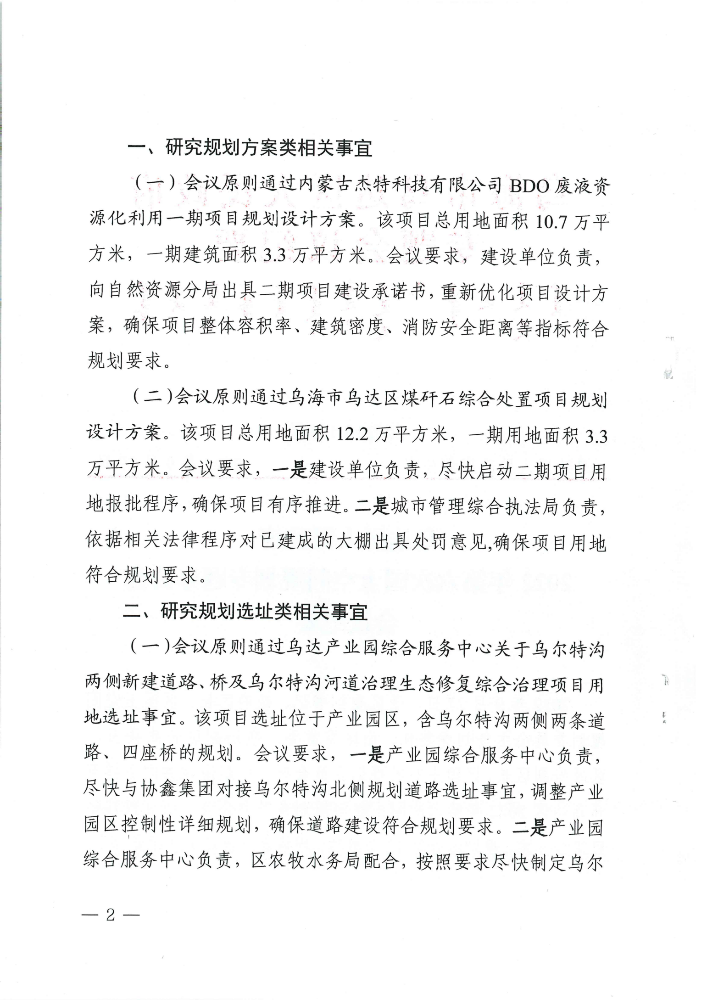 一、研究规划方案类相关事宜
（一）会议原则通过内蒙古杰特科技有限公司 BDO 废液资
源化利用一期项目规划设计方案。该项目总用地面积 10.7 万平
方米，一期建筑面积 3.3 万平方米。会议要求，建设单位负责，
向自然资源分局出具二期项目建设承诺书，重新优化项目设计方
案，确保项目整体容积率、建筑密度、消防安全距离等指标符合
规划要求。
（二)会议原则通过乌海市乌达区煤矸石综合处置项目规划
设计方案。该项目总用地面积 12.2 万平方米，一期用地面积 3.3
万平方米。会议要求，一是建设单位负责，尽快启动二期项目用
地报批程序，确保项目有序推进。二是城市管理综合执法局负责，
依据相关法律程序对已建成的大棚出具处罚意见,确保项目用地
符合规划要求。
二、研究规划选址类相关事宜
（一)会议原则通过乌达产业园综合服务中心关于乌尔特沟
两侧新建道路、桥及乌尔特沟河道治理生态修复综合治理项目用
地选址事宜。该项目选址位于产业园区，含乌尔特沟两侧两条道
路、四座桥的规划。会议要求，一是产业园综合服务中心负责，
尽快与协鑫集团对接乌尔特沟北侧规划道路选址事宜，调整产业
园区控制性详细规划，确保道路建设符合规划要求。二是产业园
综合服务中心负责，区农牧水务局配合，按照要求尽快制定乌尔
— 2 —